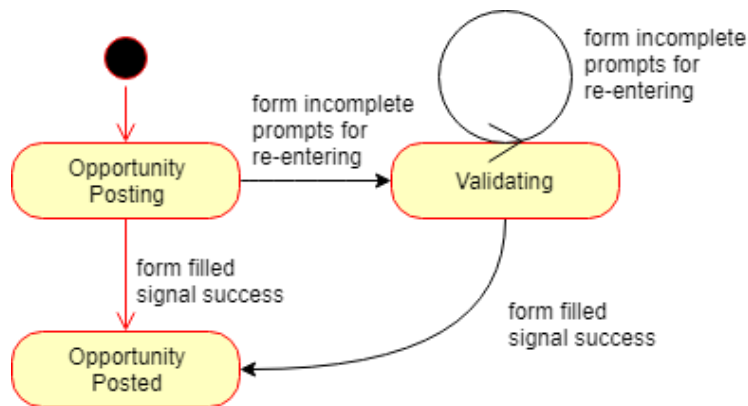 form incomplete
prompts for
re-entering
form incomplete
prompts for
re-entering
Opportunity
Posting
Validating
form filled
signal success
form filled
signal success
Opportunity
Posted